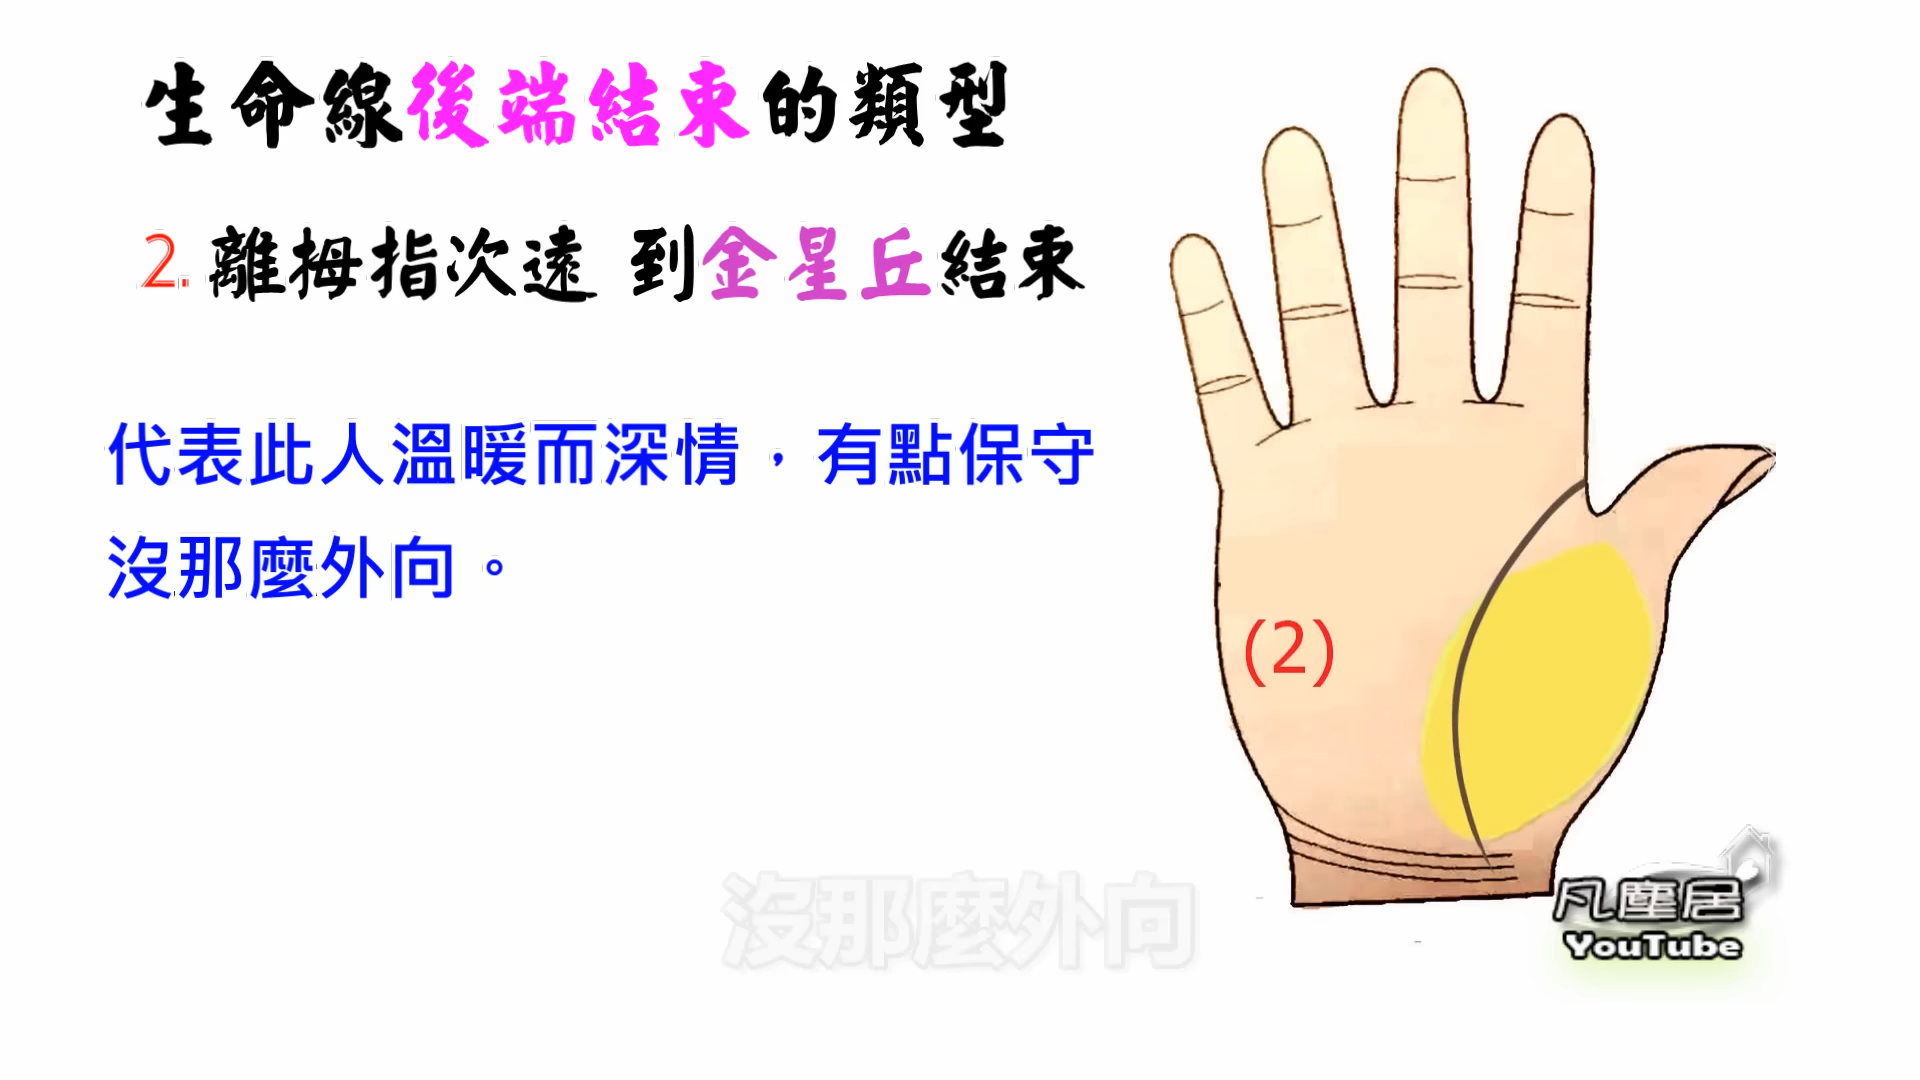 生命線後端結束的類型
2. 離拇指次遠 到金星丘結束
代表此人溫暖而深情，有點保守
沒那麼外向。
(2)
沒那麼外向
凡塵居
YouTube